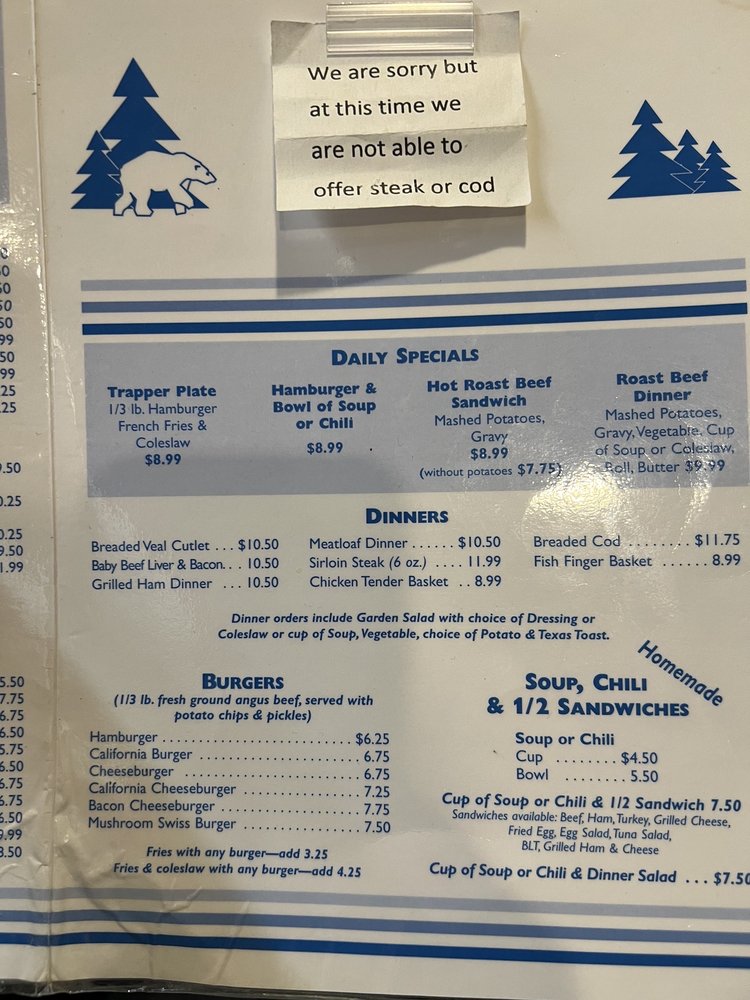 We are sorry but
at this time we
are not able to
offer steak or cod
DAILY SPECIALS
Trapper Plate
1/3 lb. Hamburger
French Fries &
Coleslaw
$8.99
Hamburger &
Bowl of Soup
or Chili
$8.99
Hot Roast Beef
Sandwich
Mashed Potatoes,
Gravy
$8.99
(without potatoes $7.75)
Roast Beef
Dinner
Mashed Potatoes,
Gravy, Vegetable, Cup
of Soup or Coleslaw,
Roll, Butter $9.99
DINNERS
Breaded Veal Cutlet ... $10.50
Baby Beef Liver & Bacon... 10.50
Grilled Ham Dinner ... 10.50
Meatloaf Dinner ...... $10.50
Sirloin Steak (6 oz.) .... 11.99
Chicken Tender Basket .. 8.99
Breaded Cod ........ $11.75
Fish Finger Basket ...... 8.99
Dinner orders include Garden Salad with choice of Dressing or
Coleslaw or cup of Soup, Vegetable, choice of Potato & Texas Toast.
BURGERS
(1/3 lb. fresh ground angus beef, served with
potato chips & pickles)
Hamburger ................................ $6.25
California Burger ............................ 6.75
Cheeseburger .............................. 6.75
California Cheeseburger ...................... 7.25
Bacon Cheeseburger ........................ 7.75
Mushroom Swiss Burger ...................... 7.50
Fries with any burger—add 3.25
Fries & coleslaw with any burger—add 4.25
Homemade
SOUP, CHILI
& 1/2 SANDWICHES
Soup or Chili
Cup ........ $4.50
Bowl ........ 5.50
Cup of Soup or Chili & 1/2 Sandwich 7.50
Sandwiches available: Beef, Ham, Turkey, Grilled Cheese,
Fried Egg, Egg Salad, Tuna Salad,
BLT, Grilled Ham & Cheese
Cup of Soup or Chili & Dinner Salad ... $7.50